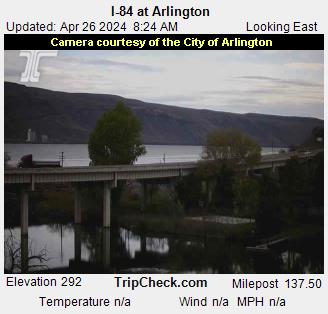 I-84 at Arlington
Updated: Apr 26 2024 8:24 AM Looking East
Camera courtesy of the City of Arlington
Elevation 292 TripCheck.com Milepost 137.50
Temperature n/a Wind n/a MPH n/a